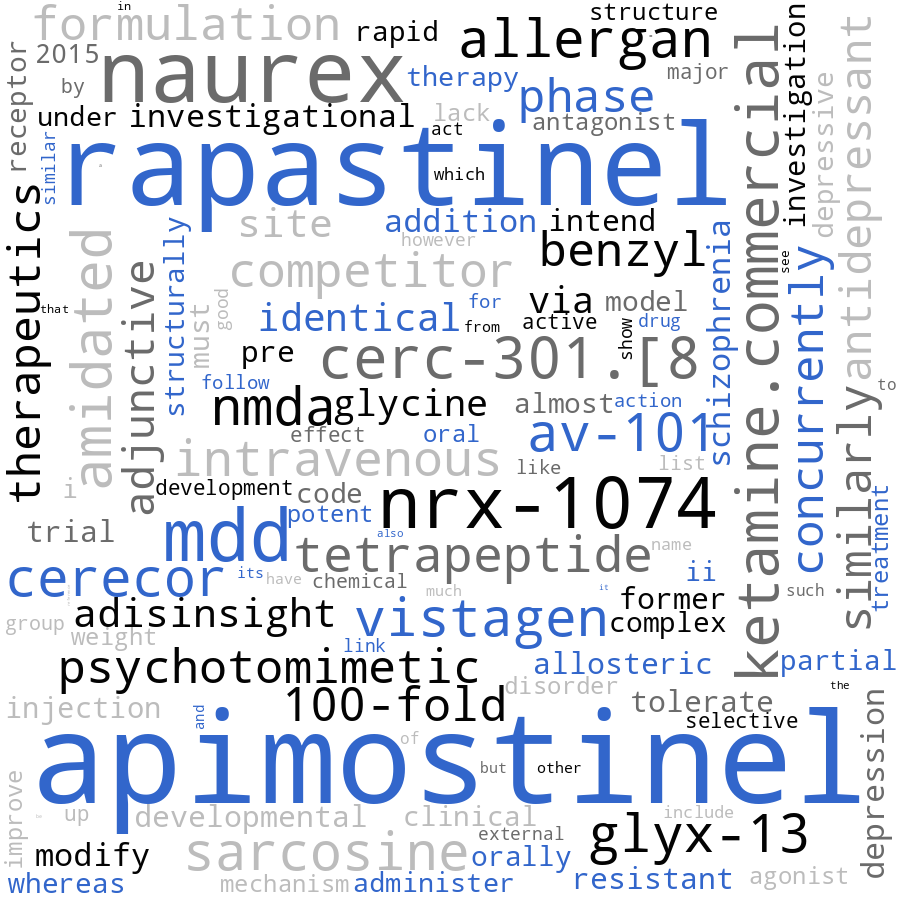 in
formulation
rapid
structure
allergan
2015
naurex
therapy
major
by
phase
under
investigational
lack
antagonist
act
receptor
similar
rapastinel
which
ketamine.commercial
investigation
depressive
antidepressant
therapeutics
site
addition
intend
however
benzyl
amidated
structurally
competitor
schizophrenia
see
concurrently
that
adjunctive
must
good
identical
for
via
model
from
active
show
drug
pre
cerc-301.[8
follow
to
nmda
glycine
almost
action
similarly
effect
oral
av-101
intravenous
like
list
i
development
code
nrx-1074
treatment
trial
mdd
potent
also
tetrapeptide
name
cerecor
its
have
chemical
ii
much
it
such
group
adisinsight
vistagen
former
complex
weight
link
psychotomimetic
allosteric
partial
injection
and
100-fold
disorder
tolerate
the
selective
depression
apimostinel
of
but
other
improve
up
developmental
clinical
include
external
glyx-13
modify
sarcosine
orally
whereas
mechanism
administer
resistant
agonist